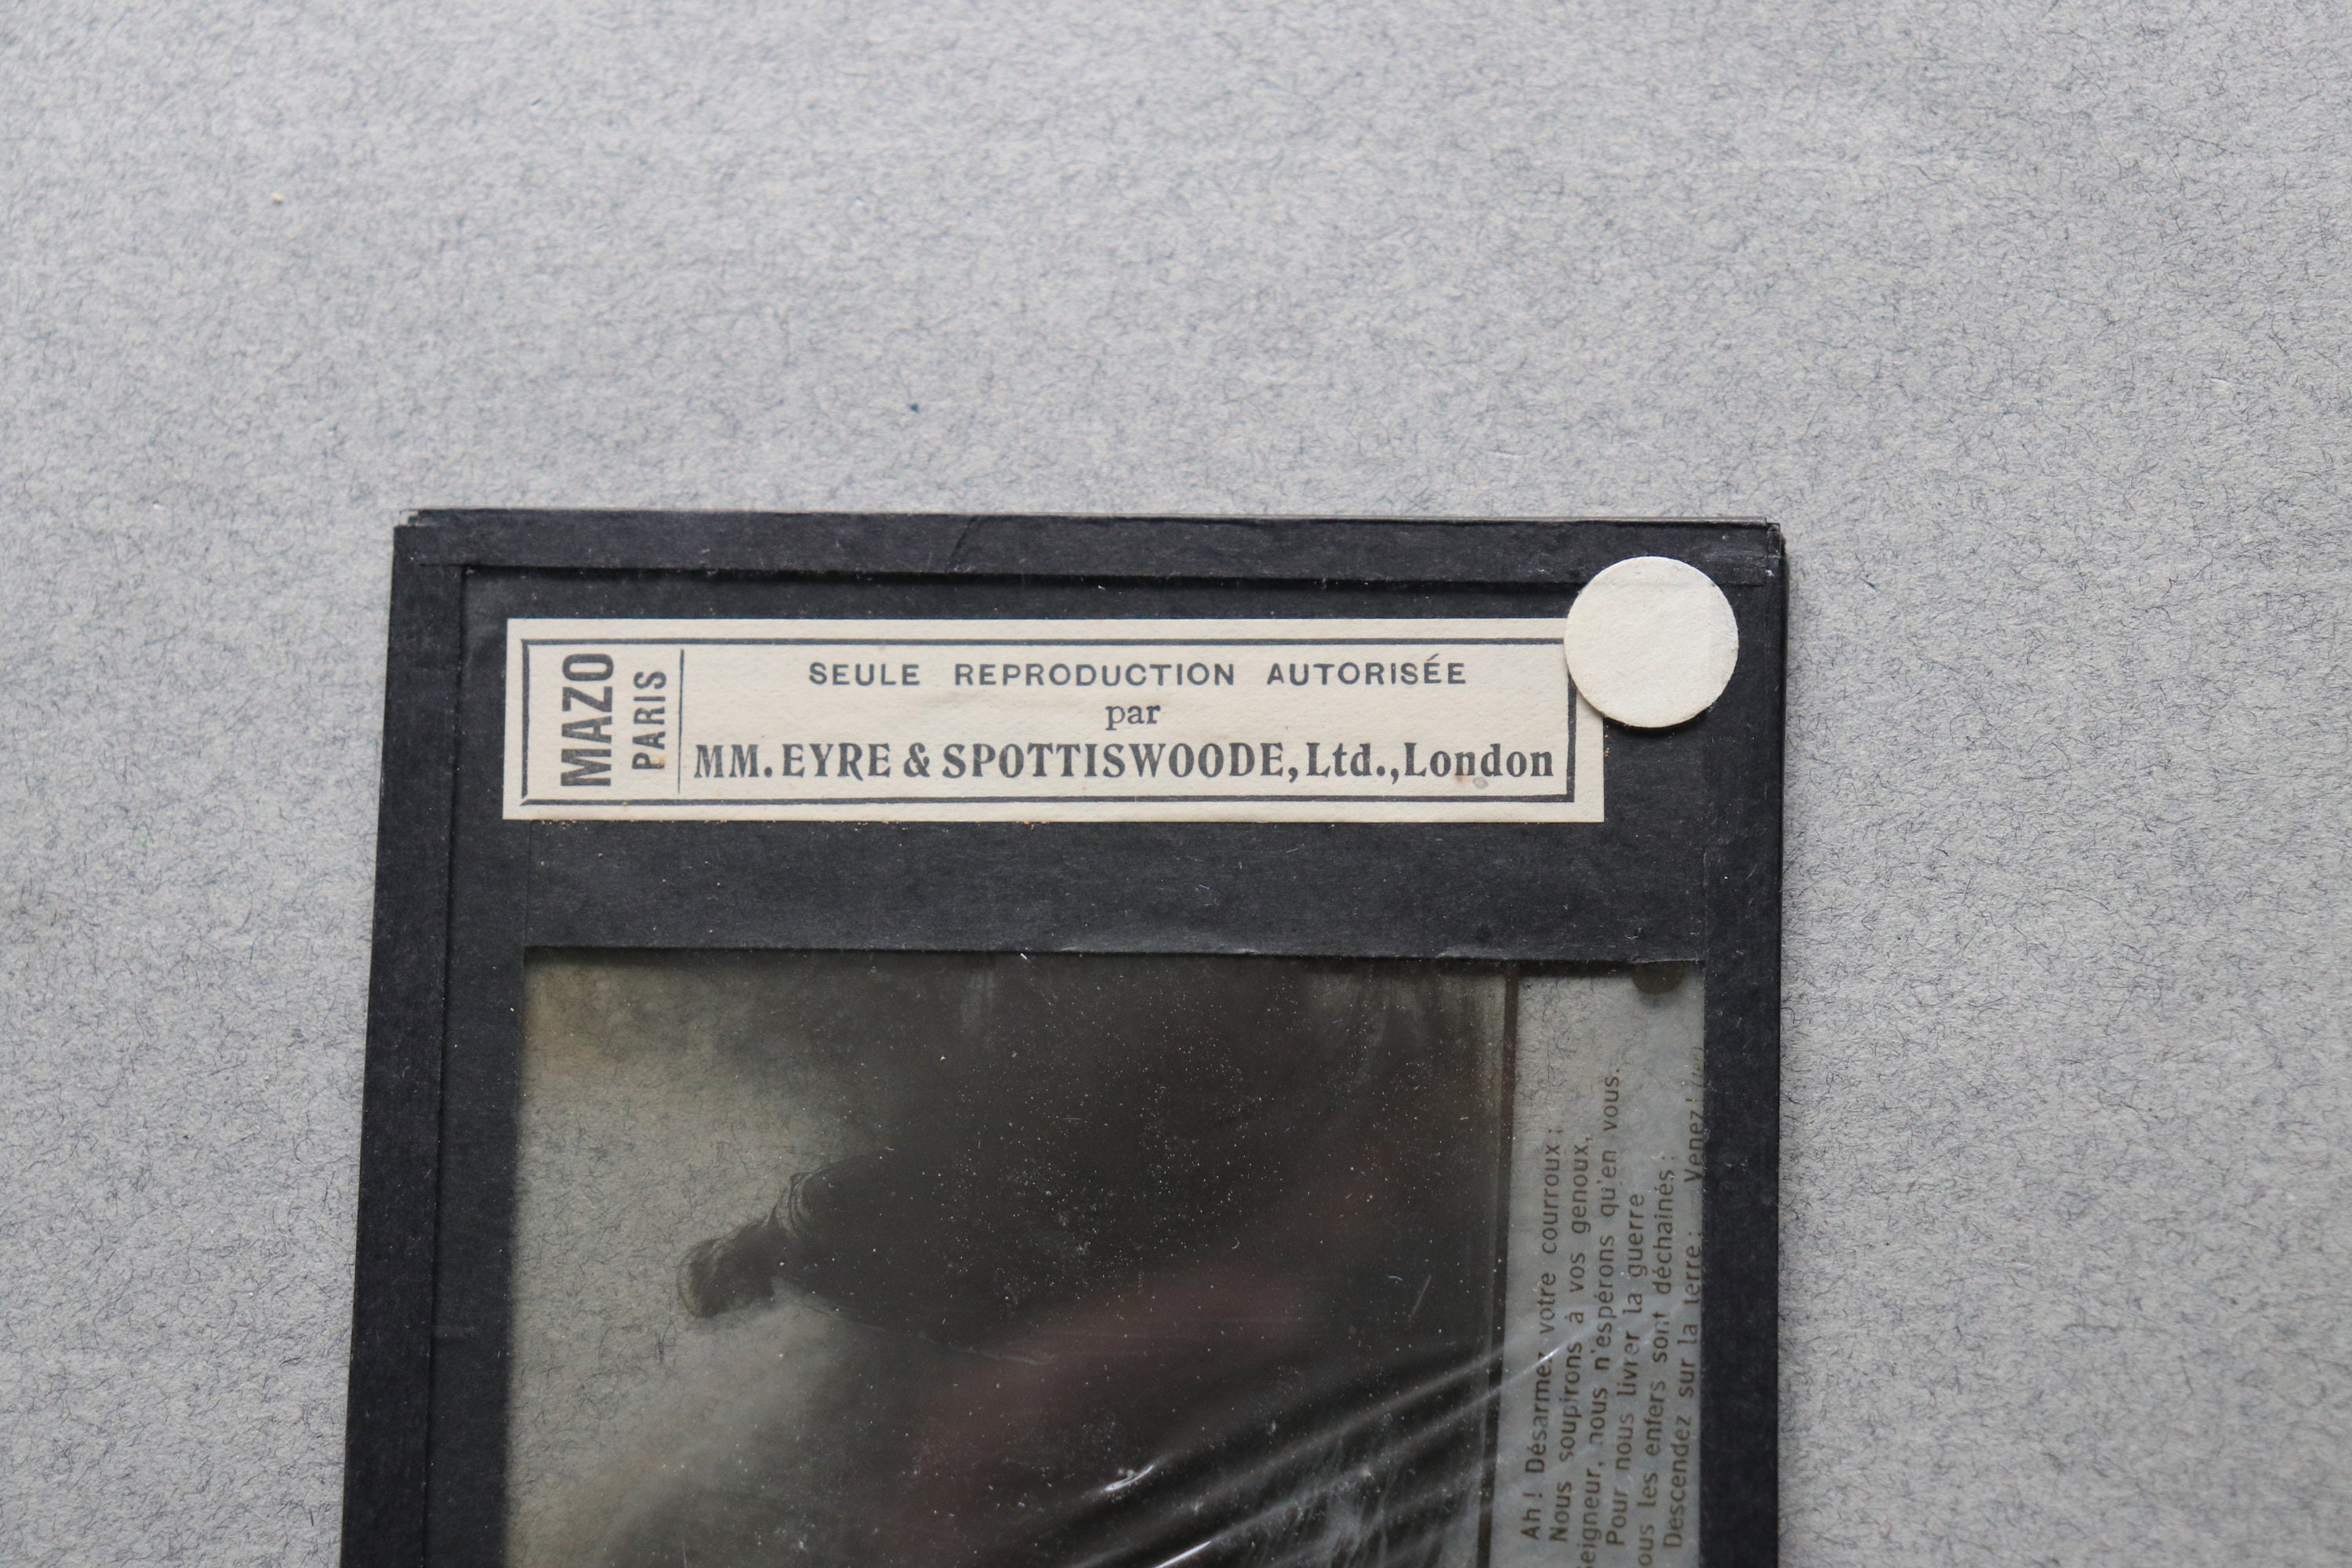 MAZO
PARIS
SEULE REPRODUCTION AUTORISÉE
par
MM. EYRE & SPOTTISWOODE, Ltd., London
Ah ! Désarmez votre courroux ;
Nous soupirons à vos genoux,
eigneur, nous n'espérons qu'en vous.
Pour nous livrer la guerre
ous les enfers sont déchaînés :
Descendez sur la terre : Venez !